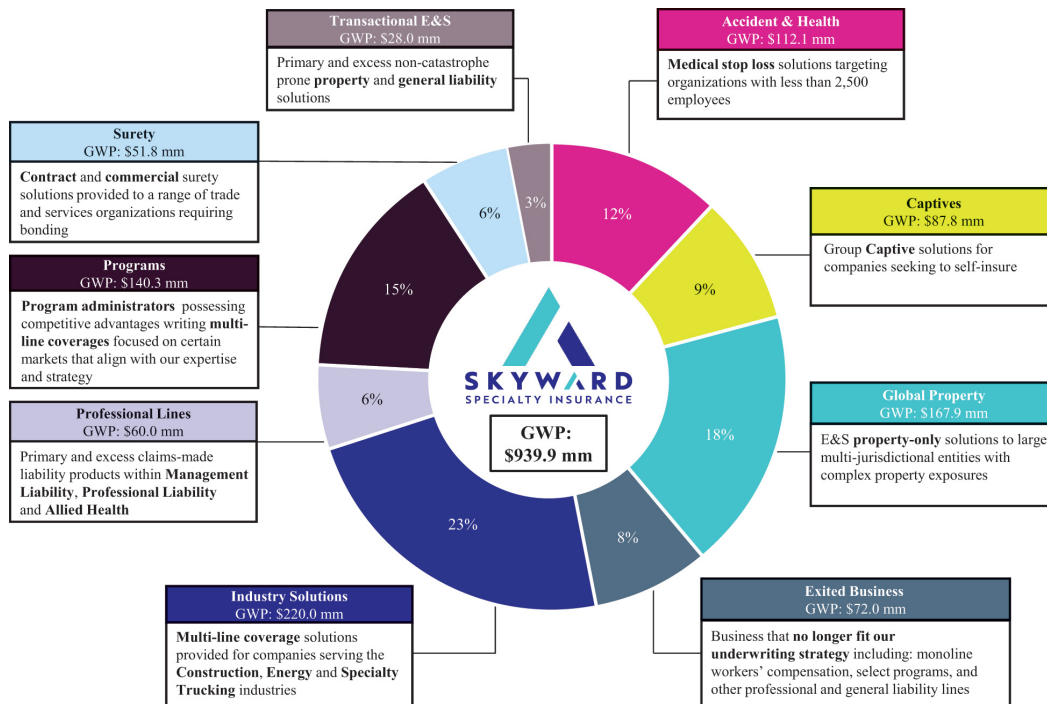 Transactional E&S
GWP: $28.0 mm
Primary and excess non-catastrophe
prone property and general liability
solutions
Accident & Health
GWP: $112.1 mm
Medical stop loss solutions targeting
organizations with less than 2,500
employees
Surety
GWP: $51.8 mm
Contract and commercial surety
solutions provided to a range of trade
and services organizations requiring
bonding
Captives
GWP: $87.8 mm
Group Captive solutions for
companies seeking to self-insure
Programs
GWP: $140.3 mm
Program administrators possessing
competitive advantages writing multi-
line coverages focused on certain
markets that align with our expertise
and strategy
Global Property
GWP: $167.9 mm
E&S property-only solutions to large
multi-jurisdictional entities with
complex property exposures
Professional Lines
GWP: $60.0 mm
Primary and excess claims-made
liability products within Management
Liability, Professional Liability
and Allied Health
Industry Solutions
GWP: $220.0 mm
Multi-line coverage solutions
provided for companies serving the
Construction, Energy and Specialty
Trucking industries
Exited Business
GWP: $72.0 mm
Business that no longer fit our
underwriting strategy including: monoline
workers' compensation, select programs, and
other professional and general liability lines
3%
12%
6%
9%
15%
18%
6%
8%
23%
SKYWARD
SPECIALTY INSURANCE
GWP:
$939.9 mm